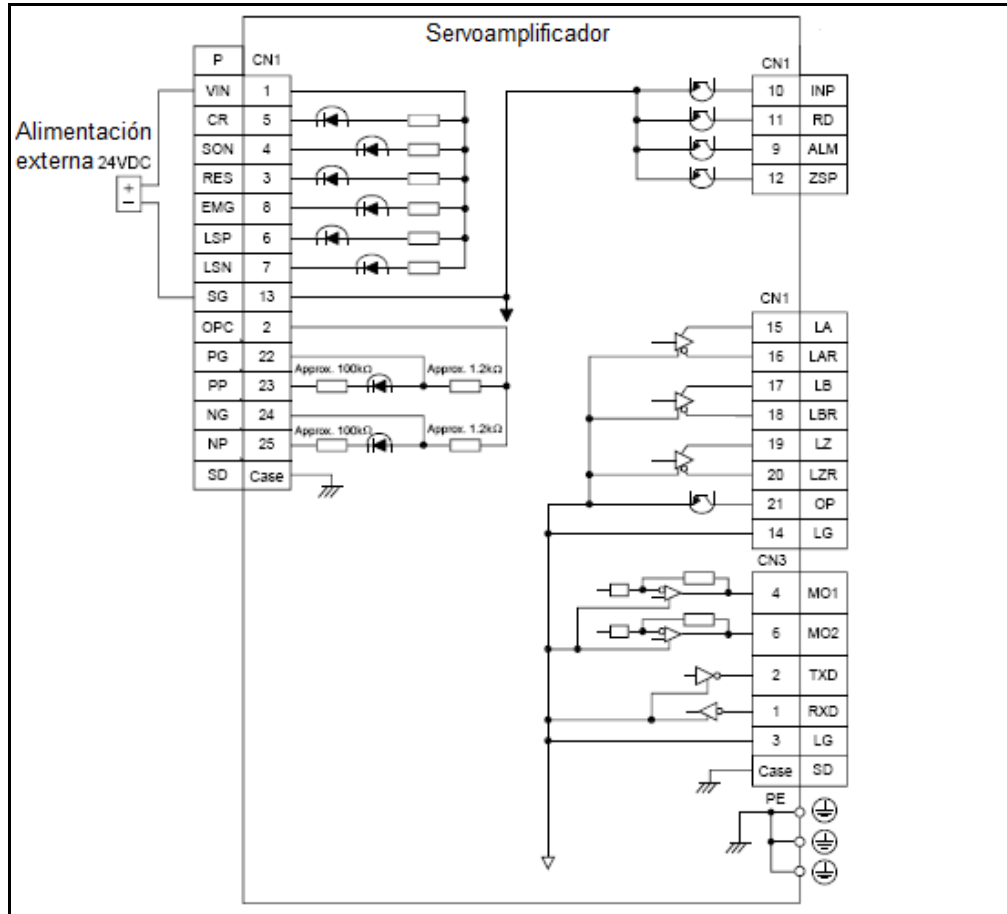 Servoamplificador
P CN1
VIN 1
CR 5
SON 4
RES 3
EMG 8
LSP 6
LSN 7
SG 13
OPC 2
PG 22
PP 23
NG 24
NP 25
SD Case
Alimentación
externa 24VDC
+
−
Approx. 100kΩ Approx. 1.2kΩ
Approx. 100kΩ Approx. 1.2kΩ
CN1
10 INP
11 RD
9 ALM
12 ZSP
CN1
15 LA
16 LAR
17 LB
18 LBR
19 LZ
20 LZR
21 OP
14 LG
CN3
4 MO1
6 MO2
2 TXD
1 RXD
3 LG
Case SD
PE